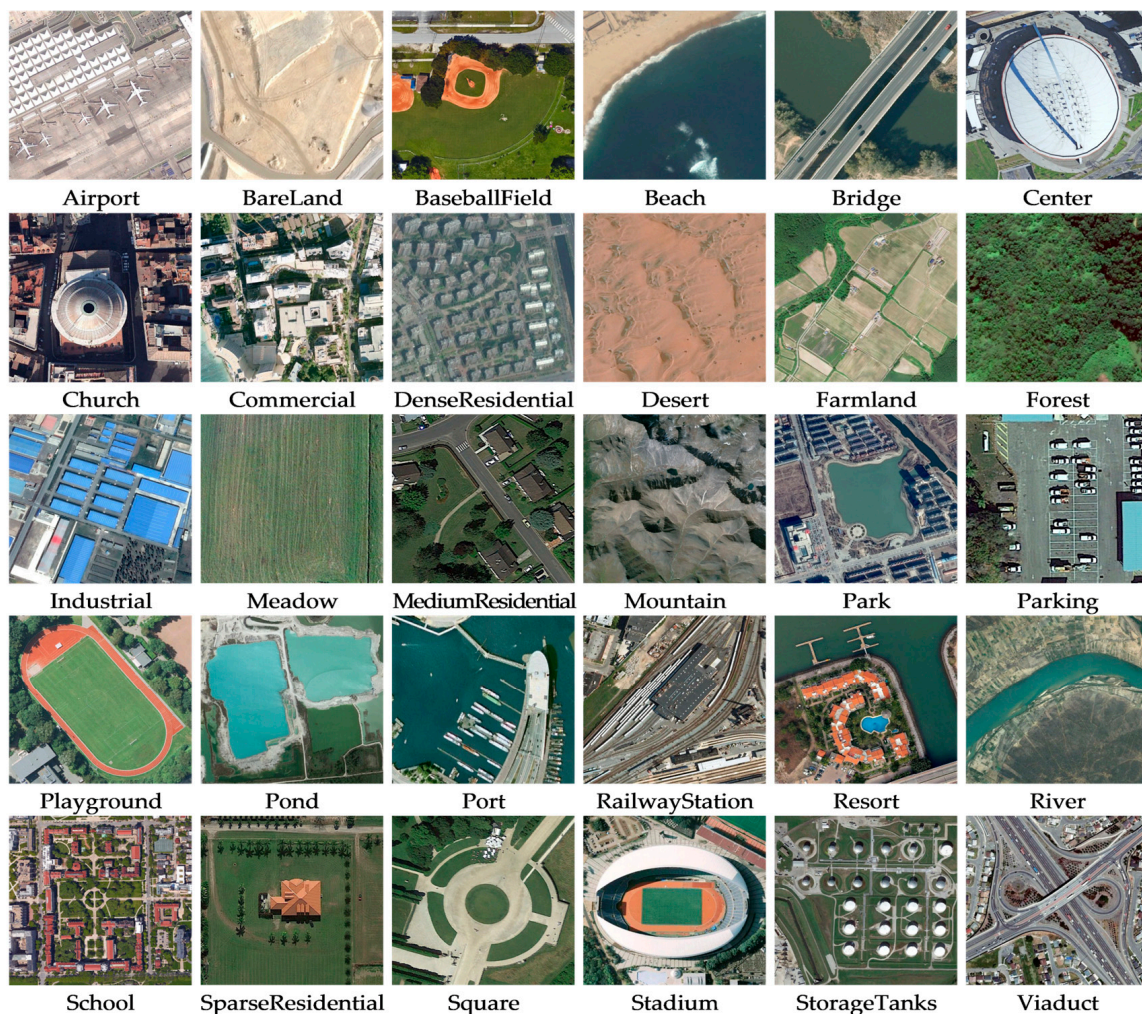 Airport BareLand BaseballField Beach Bridge Center
Church Commercial DenseResidential Desert Farmland Forest
Industrial Meadow MediumResidential Mountain Park Parking
Playground Pond Port RailwayStation Resort River
School SparseResidential Square Stadium StorageTanks Viaduct